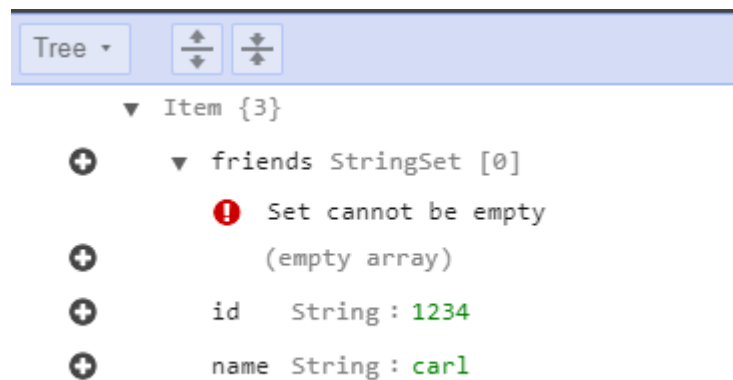 Tree
Item {3}
friends StringSet [0]
Set cannot be empty
(empty array)
id String : 1234
name String : carl